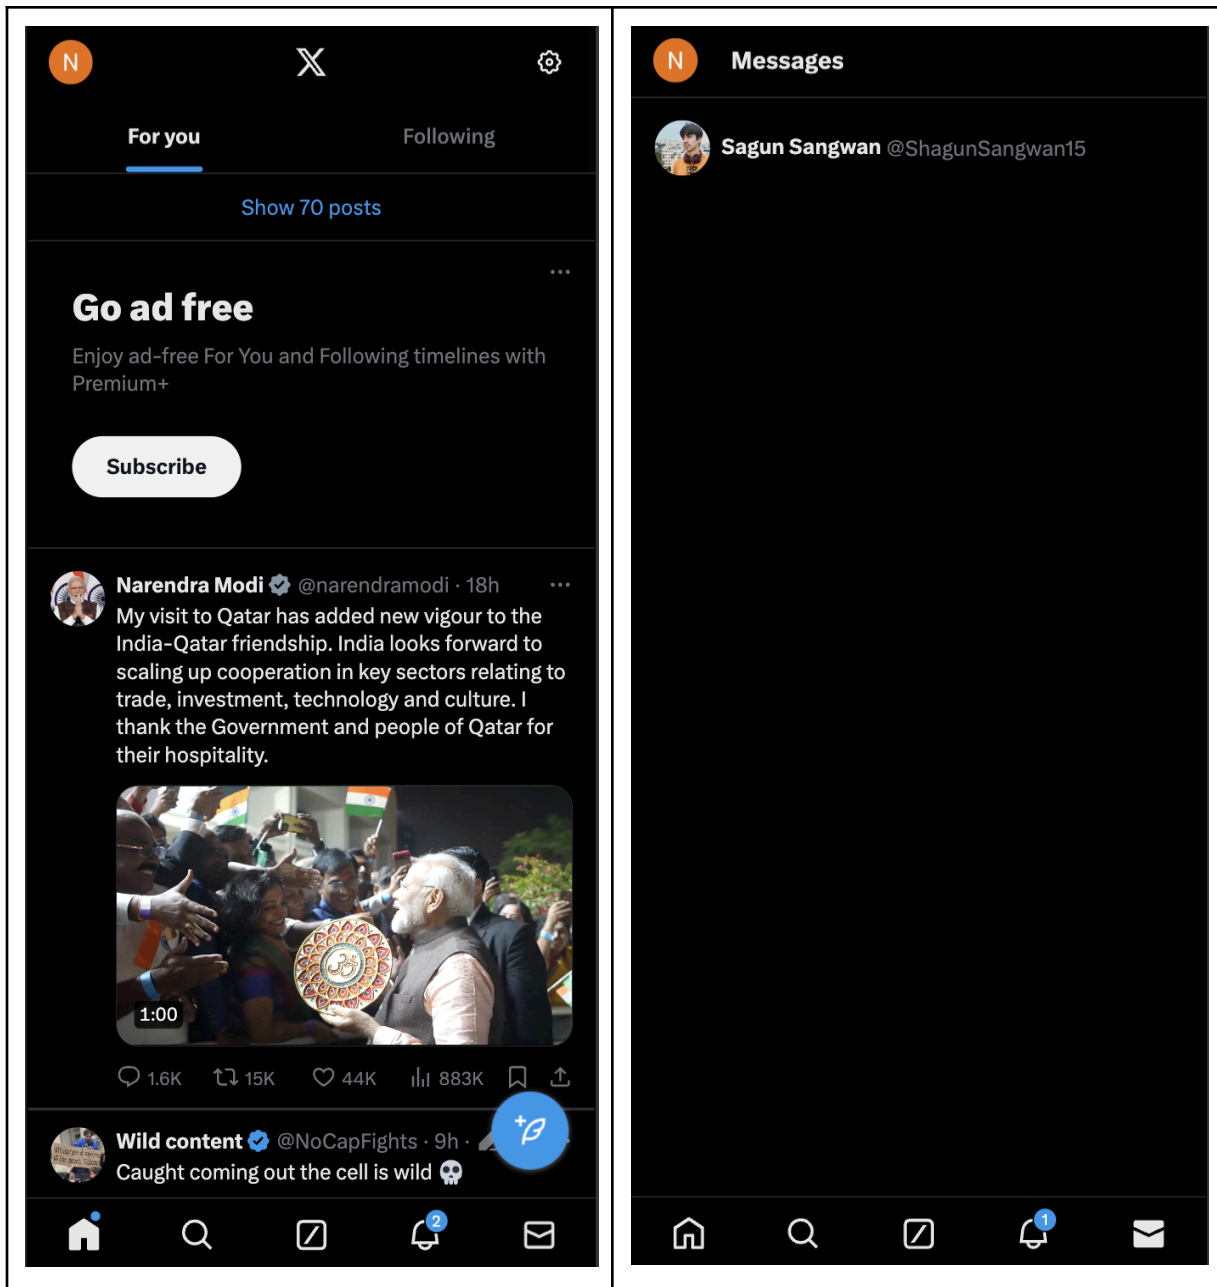 N
For you
Following
Show 70 posts
Go ad free
Enjoy ad-free For You and Following timelines with
Premium+
Subscribe
Narendra Modi @narendramodi · 18h
My visit to Qatar has added new vigour to the
India-Qatar friendship. India looks forward to
scaling up cooperation in key sectors relating to
trade, investment, technology and culture. I
thank the Government and people of Qatar for
their hospitality.
ॐ
1:00
1.6K 15K 44K 883K
Wild content @NoCapFights · 9h ·
Caught coming out the cell is wild 💀
2
N
Messages
Sagun Sangwan @ShagunSangwan15
1